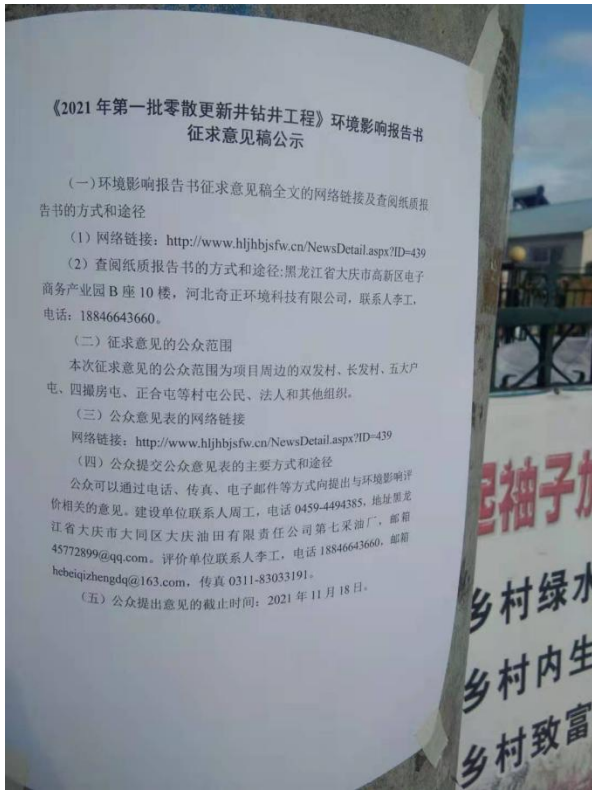 《2021年第一批零散更新井钻井工程》环境影响报告书
征求意见稿公示
（一）环境影响报告书征求意见稿全文的网络链接及查阅纸质报
告书的方式和途径
（1）网络链接：http://www.hljhbjsfw.cn/NewsDetail.aspx?ID=439
（2）查阅纸质报告书的方式和途径:黑龙江省大庆市高新区电子
商务产业园B座10楼，河北奇正环境科技有限公司，联系人李工，
电话：18846643660。
（二）征求意见的公众范围
本次征求意见的公众范围为项目周边的双发村、长发村、五大户
屯、四撮房屯、正合屯等村屯公民、法人和其他组织。
（三）公众意见表的网络链接
网络链接：http://www.hljhbjsfw.cn/NewsDetail.aspx?ID=439
（四）公众提交公众意见表的主要方式和途径
公众可以通过电话、传真、电子邮件等方式向提出与环境影响评
价相关的意见。建设单位联系人周工，电话0459-4494385，地址黑龙
江省大庆市大同区大庆油田有限责任公司第七采油厂，邮箱
45772899@qq.com。评价单位联系人李工，电话18846643660，邮箱
hebeiqizhengdq@163.com，传真0311-83033191。
（五）公众提出意见的截止时间：2021年11月18日。
起袖子加
乡村绿水
乡村内生
乡村致富